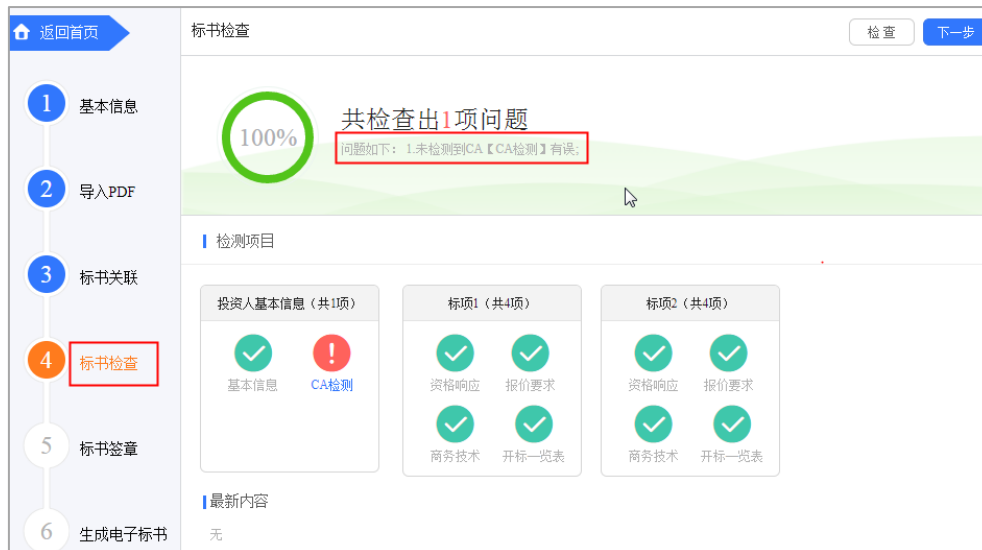 返回首页
标书检查
检查
下一步
1
基本信息
100%
共检查出1项问题
问题如下： 1.未检测到CA【CA检测】有误;
2
导入PDF
检测项目
3
标书关联
投资人基本信息（共1项）
标项1（共4项）
标项2（共4项）
4
标书检查
基本信息
CA检测
资格响应
报价要求
资格响应
报价要求
5
标书签章
商务技术
开标一览表
商务技术
开标一览表
最新内容
6
生成电子标书
无